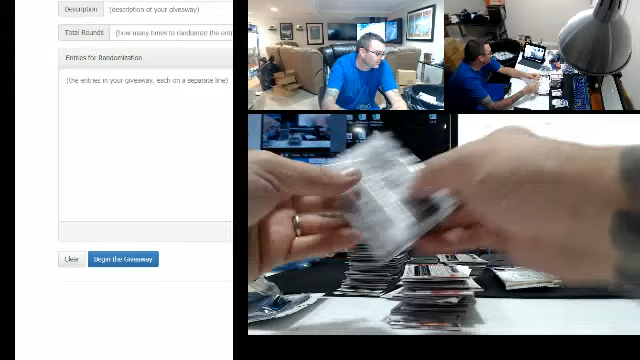 Description
(description of your giveaway)
Total Rounds
(how many times to randomize the entr
Entries for Randomization
(the entries in your giveaway, each on a separate line)
Clear
Begin the Giveaway